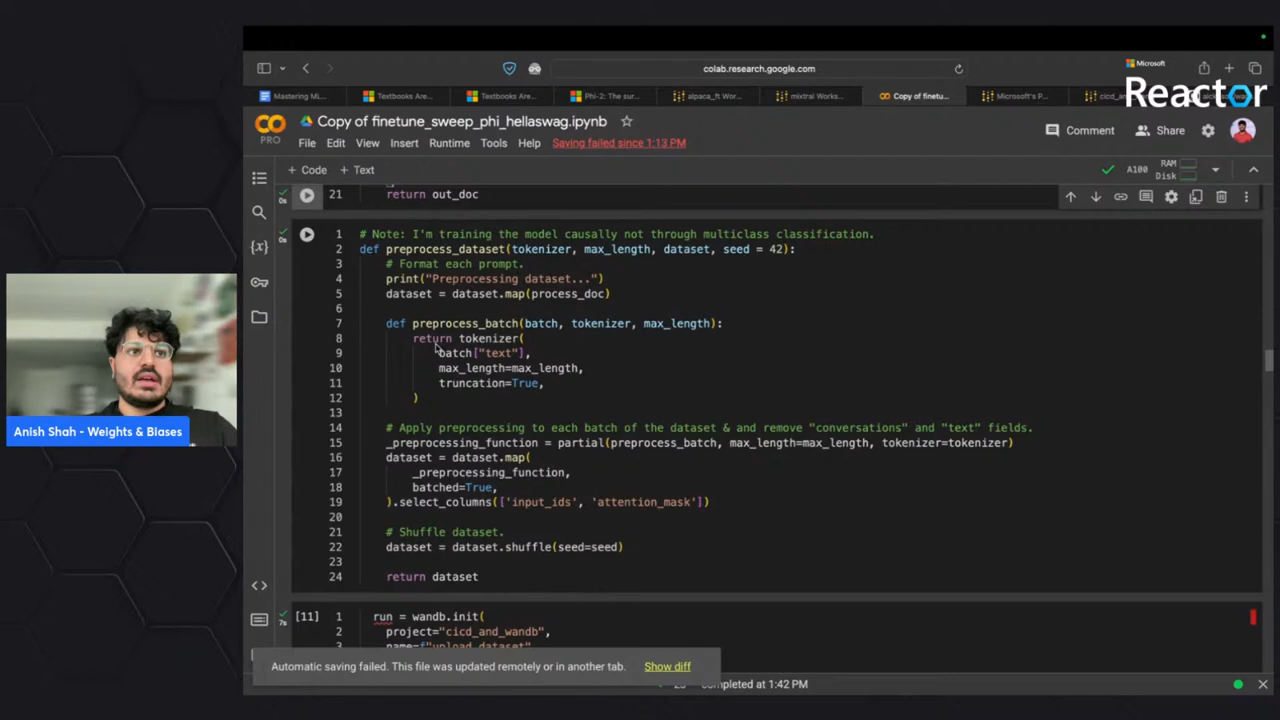 Microsoft
Reactor
colab.research.google.com
Mastering ML...
Textbooks Are...
Textbooks Are...
Phi-2: The sur...
alpaca_ft Wor...
mixtral Works...
Copy of finetu...
Microsoft's P...
CO
PRO
Copy of finetune_sweep_phi_hellaswag.ipynb
Comment
Share
File Edit View Insert Runtime Tools Help Saving failed since 1:13 PM
+ Code + Text
A100
RAM
Disk
21 return out_doc
0s
0s
1 # Note: I'm training the model causally not through multiclass classification.
2 def preprocess_dataset(tokenizer, max_length, dataset, seed = 42):
3 # Format each prompt.
4 print("Preprocessing dataset...")
5 dataset = dataset.map(process_doc)
6
7 def preprocess_batch(batch, tokenizer, max_length):
8 return tokenizer(
9 batch["text"],
10 max_length=max_length,
11 truncation=True,
12 )
13
14 # Apply preprocessing to each batch of the dataset & and remove "conversations" and "text" fields.
15 _preprocessing_function = partial(preprocess_batch, max_length=max_length, tokenizer=tokenizer)
16 dataset = dataset.map(
17 _preprocessing_function,
18 batched=True,
19 ).select_columns(['input_ids', 'attention_mask'])
20
21 # Shuffle dataset.
22 dataset = dataset.shuffle(seed=seed)
23
24 return dataset
Anish Shah - Weights & Biases
7s
[11] 1 run = wandb.init(
2 project="cicd_and_wandb",
3 name=f"upload_dataset"
Automatic saving failed. This file was updated remotely or in another tab. Show diff
completed at 1:42 PM